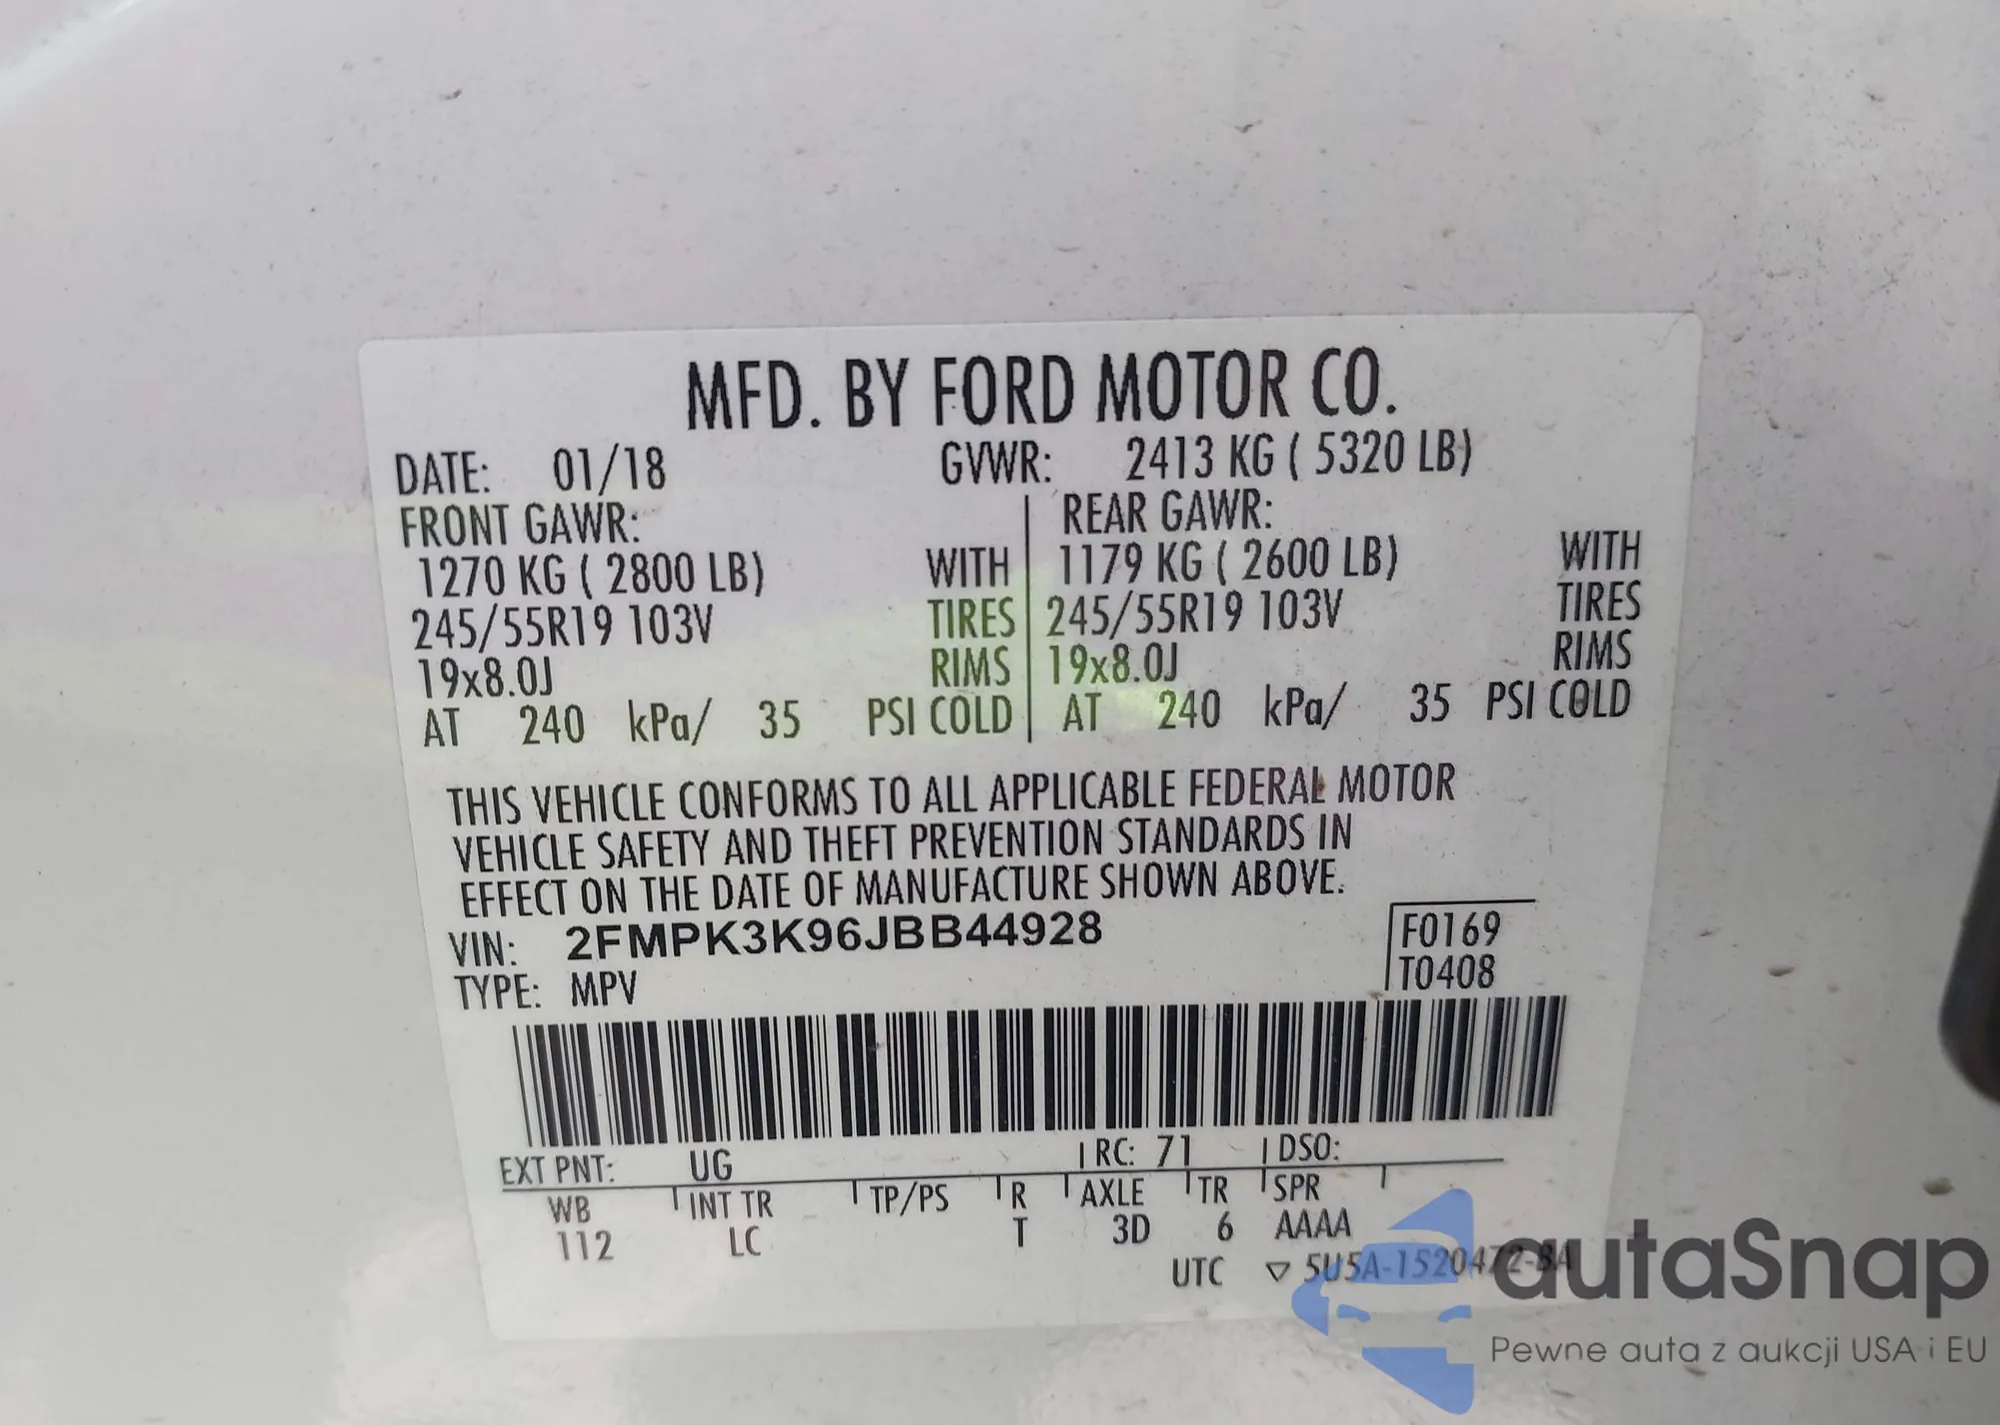 MFD. BY FORD MOTOR CO.
DATE: 01/18 GVWR: 2413 KG ( 5320 LB)
FRONT GAWR: REAR GAWR:
1270 KG ( 2800 LB) WITH 1179 KG ( 2600 LB) WITH
245/55R19 103V TIRES 245/55R19 103V TIRES
19x8.0J RIMS 19x8.0J RIMS
AT 240 kPa/ 35 PSI COLD AT 240 kPa/ 35 PSI COLD
THIS VEHICLE CONFORMS TO ALL APPLICABLE FEDERAL MOTOR
VEHICLE SAFETY AND THEFT PREVENTION STANDARDS IN
EFFECT ON THE DATE OF MANUFACTURE SHOWN ABOVE.
VIN: 2FMPK3K96JBB44928 F0169
TYPE: MPV T0408
EXT PNT: UG RC: 71 DSO:
WB INT TR TP/PS R AXLE TR SPR
112 LC T 3D 6 AAAA
UTC ▽ 5U5A-1520472-BA
autaSnap
Pewne auta z aukcji USA i EU